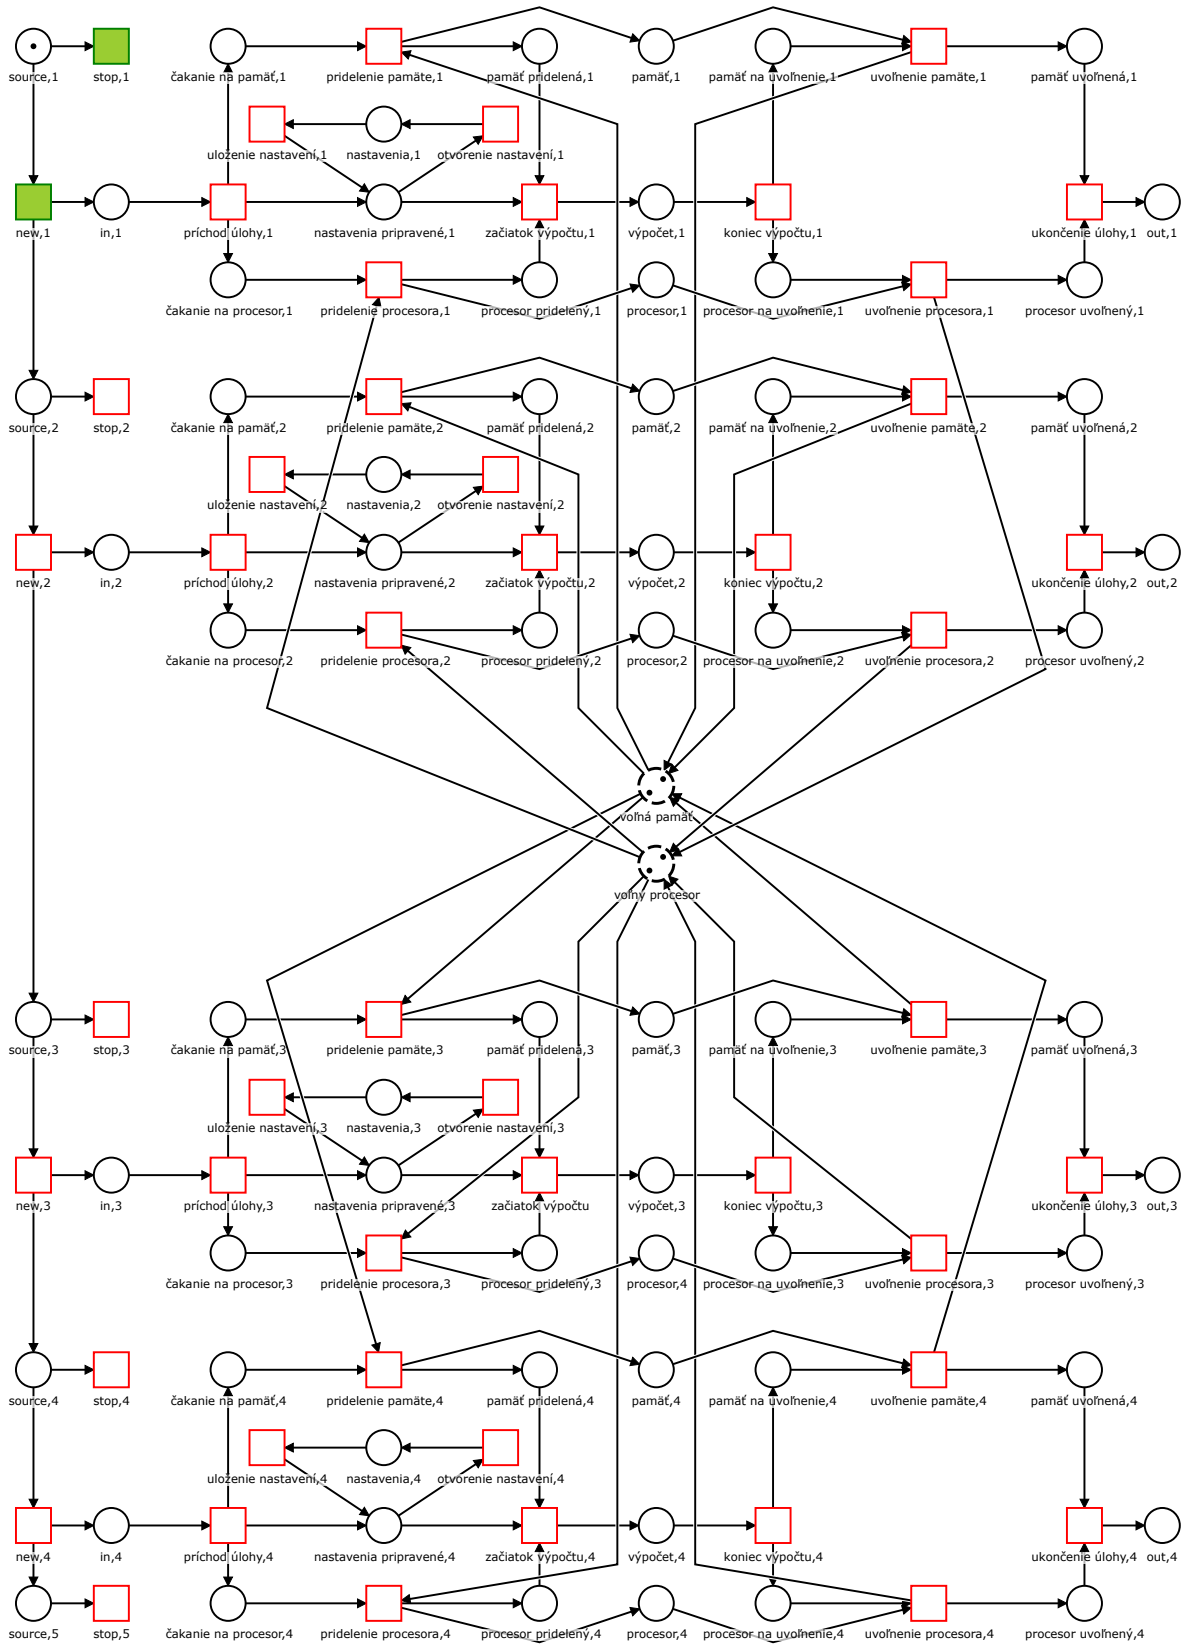 source,1 stop,1 čakanie na pamäť,1 pridelenie pamäte,1 pamäť pridelená,1 pamäť,1 pamäť na uvoľnenie,1 uvoľnenie pamäte,1 pamäť uvoľnená,1
uloženie nastavení,1 nastavenia,1 otvorenie nastavení,1
new,1 in,1 príchod úlohy,1 nastavenia pripravené,1 začiatok výpočtu,1 výpočet,1 koniec výpočtu,1 ukončenie úlohy,1 out,1
čakanie na procesor,1 pridelenie procesora,1 procesor pridelený,1 procesor,1 procesor na uvoľnenie,1 uvoľnenie procesora,1 procesor uvoľnený,1
source,2 stop,2 čakanie na pamäť,2 pridelenie pamäte,2 pamäť pridelená,2 pamäť,2 pamäť na uvoľnenie,2 uvoľnenie pamäte,2 pamäť uvoľnená,2
uloženie nastavení,2 nastavenia,2 otvorenie nastavení,2
new,2 in,2 príchod úlohy,2 nastavenia pripravené,2 začiatok výpočtu,2 výpočet,2 koniec výpočtu,2 ukončenie úlohy,2 out,2
čakanie na procesor,2 pridelenie procesora,2 procesor pridelený,2 procesor,2 procesor na uvoľnenie,2 uvoľnenie procesora,2 procesor uvoľnený,2
voľná pamäť
voľný procesor
source,3 stop,3 čakanie na pamäť,3 pridelenie pamäte,3 pamäť pridelená,3 pamäť,3 pamäť na uvoľnenie,3 uvoľnenie pamäte,3 pamäť uvoľnená,3
uloženie nastavení,3 nastavenia,3 otvorenie nastavení,3
new,3 in,3 príchod úlohy,3 nastavenia pripravené,3 začiatok výpočtu výpočet,3 koniec výpočtu,3 ukončenie úlohy,3 out,3
čakanie na procesor,3 pridelenie procesora,3 procesor pridelený,3 procesor,4 procesor na uvoľnenie,3 uvoľnenie procesora,3 procesor uvoľnený,3
source,4 stop,4 čakanie na pamäť,4 pridelenie pamäte,4 pamäť pridelená,4 pamäť,4 pamäť na uvoľnenie,4 uvoľnenie pamäte,4 pamäť uvoľnená,4
uloženie nastavení,4 nastavenia,4 otvorenie nastavení,4
new,4 in,4 príchod úlohy,4 nastavenia pripravené,4 začiatok výpočtu,4 výpočet,4 koniec výpočtu,4 ukončenie úlohy,4 out,4
source,5 stop,5 čakanie na procesor,4 pridelenie procesora,4 procesor pridelený,4 procesor,4 procesor na uvoľnenie,4 uvoľnenie procesora,4 procesor uvoľnený,4